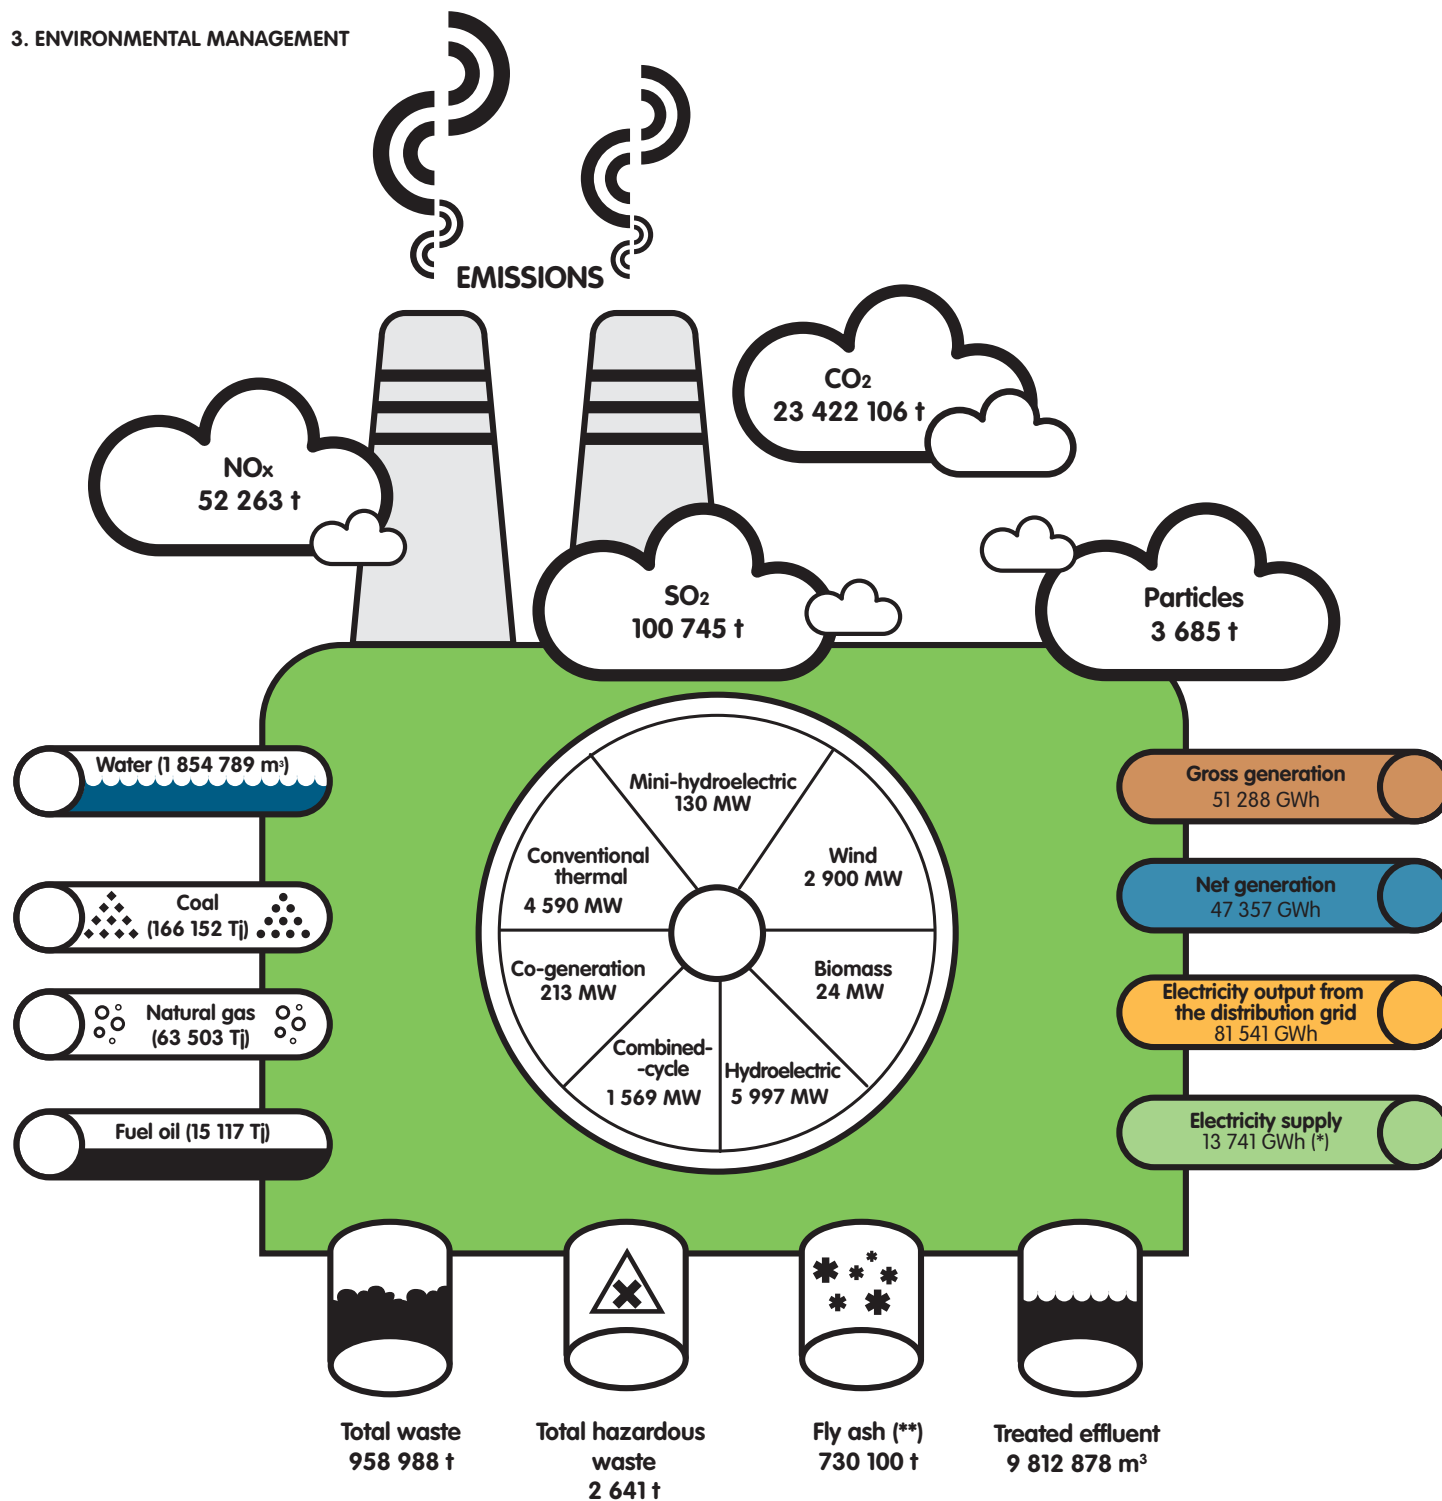 3. ENVIRONMENTAL MANAGEMENT
EMISSIONS
CO2
23 422 106 t
NOx
52 263 t
SO2
100 745 t
Particles
3 685 t
Water (1 854 789 m³)
Coal
(166 152 Tj)
Natural gas
(63 503 Tj)
Fuel oil (15 117 Tj)
Mini-hydroelectric
130 MW
Conventional
thermal
4 590 MW
Wind
2 900 MW
Co-generation
213 MW
Biomass
24 MW
Combined-
-cycle
1 569 MW
Hydroelectric
5 997 MW
Gross generation
51 288 GWh
Net generation
47 357 GWh
Electricity output from
the distribution grid
81 541 GWh
Electricity supply
13 741 GWh (*)
Total waste
958 988 t
Total hazardous
waste
2 641 t
Fly ash (**)
730 100 t
Treated effluent
9 812 878 m³